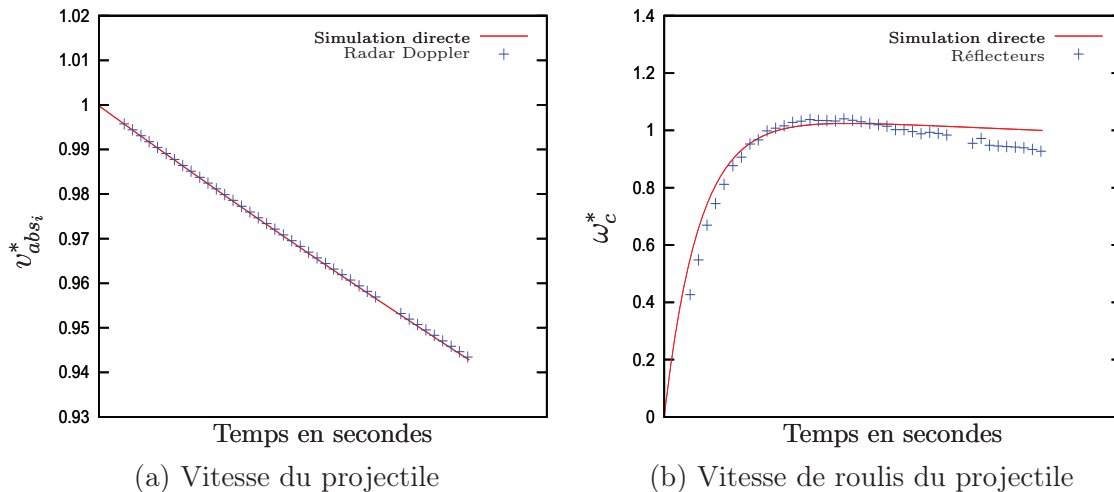 1.02
1.01
1
0.99
0.98
0.97
0.96
0.95
0.94
0.93
v*absi
Simulation directe
Radar Doppler
Temps en secondes
(a) Vitesse du projectile
1.4
1.2
1
0.8
0.6
0.4
0.2
0
ω*c
Simulation directe
Réflecteurs
Temps en secondes
(b) Vitesse de roulis du projectile